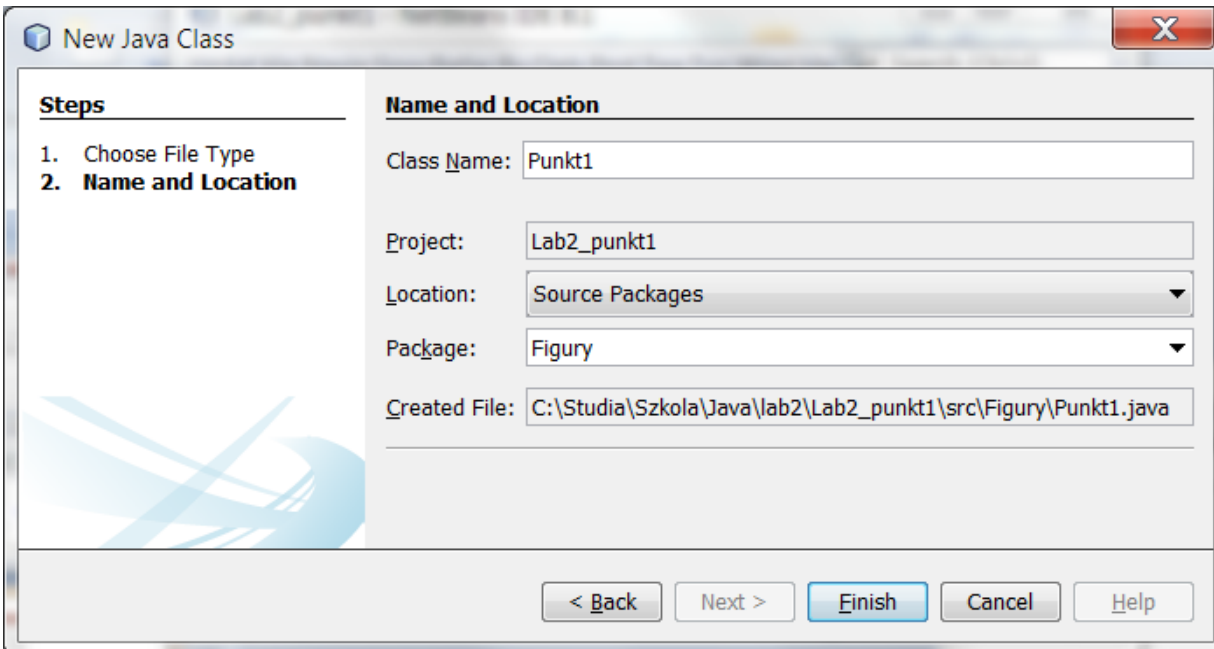 New Java Class
Steps
1. Choose File Type
2. Name and Location
Name and Location
Class Name: Punkt1
Project: Lab2_punkt1
Location: Source Packages
Package: Figury
Created File: C:\Studia\Szkola\Java\lab2\Lab2_punkt1\src\Figury\Punkt1.java
< Back Next > Finish Cancel Help